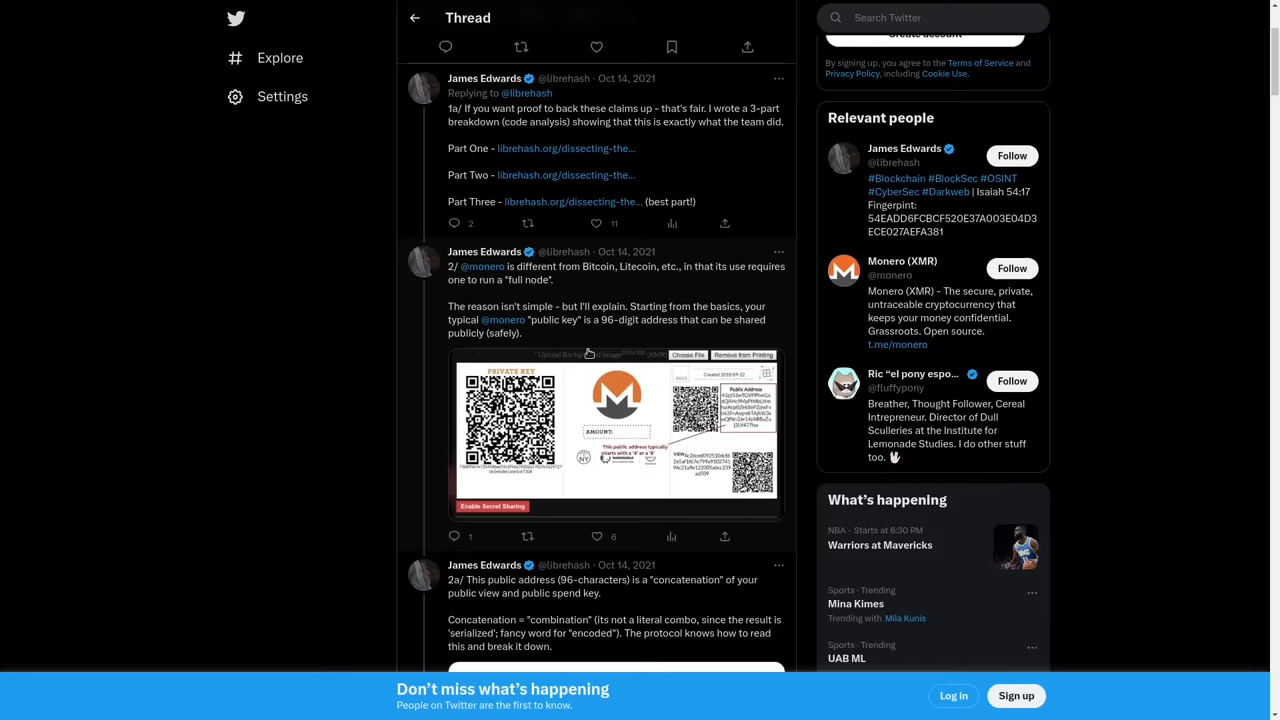 Thread
Search Twitter
Explore
Settings
Create account
By signing up, you agree to the Terms of Service and
Privacy Policy, including Cookie Use.
James Edwards @librehash · Oct 14, 2021
Replying to @librehash
1a/ If you want proof to back these claims up - that's fair. I wrote a 3-part
breakdown (code analysis) showing that this is exactly what the team did.
Part One - librehash.org/dissecting-the...
Part Two - librehash.org/dissecting-the...
Part Three - librehash.org/dissecting-the... (best part!)
2
11
James Edwards @librehash · Oct 14, 2021
2/ @monero is different from Bitcoin, Litecoin, etc., in that its use requires
one to run a *full node*.
The reason isn't simple - but I'll explain. Starting from the basics, your
typical @monero "public key" is a 96-digit address that can be shared
publicly (safely).
(XMR)
Choose File
Remove from Printing
PRIVATE KEY
Created 2018-09-22
Public Address
AMOUNT:
This public address typically
starts with a '4' or a '8'
Enable Secret Sharing
1
6
James Edwards @librehash · Oct 14, 2021
2a/ This public address (96-characters) is a "concatenation" of your
public view and public spend key.
Concatenation = "combination" (its not a literal combo, since the result is
'serialized'; fancy word for "encoded"). The protocol knows how to read
this and break it down.
Relevant people
James Edwards
@librehash
Follow
#Blockchain #BlockSec #OSINT
#CyberSec #Darkweb | Isaiah 54:17
Fingerpint:
54EADD6FCBCF520E37A003E04D3
ECE027AEFA381
Monero (XMR)
@monero
Follow
Monero (XMR) - The secure, private,
untraceable cryptocurrency that
keeps your money confidential.
Grassroots. Open source.
t.me/monero
Ric “el pony espo...
@fluffypony
Follow
Breather, Thought Follower, Cereal
Intrepreneur. Director of Dull
Sculleries at the Institute for
Lemonade Studies. I do other stuff
too.
What's happening
NBA · Starts at 6:30 PM
Warriors at Mavericks
Sports · Trending
Mina Kimes
Trending with Mila Kunis
Sports · Trending
UAB ML
Don't miss what's happening
People on Twitter are the first to know.
Log in
Sign up